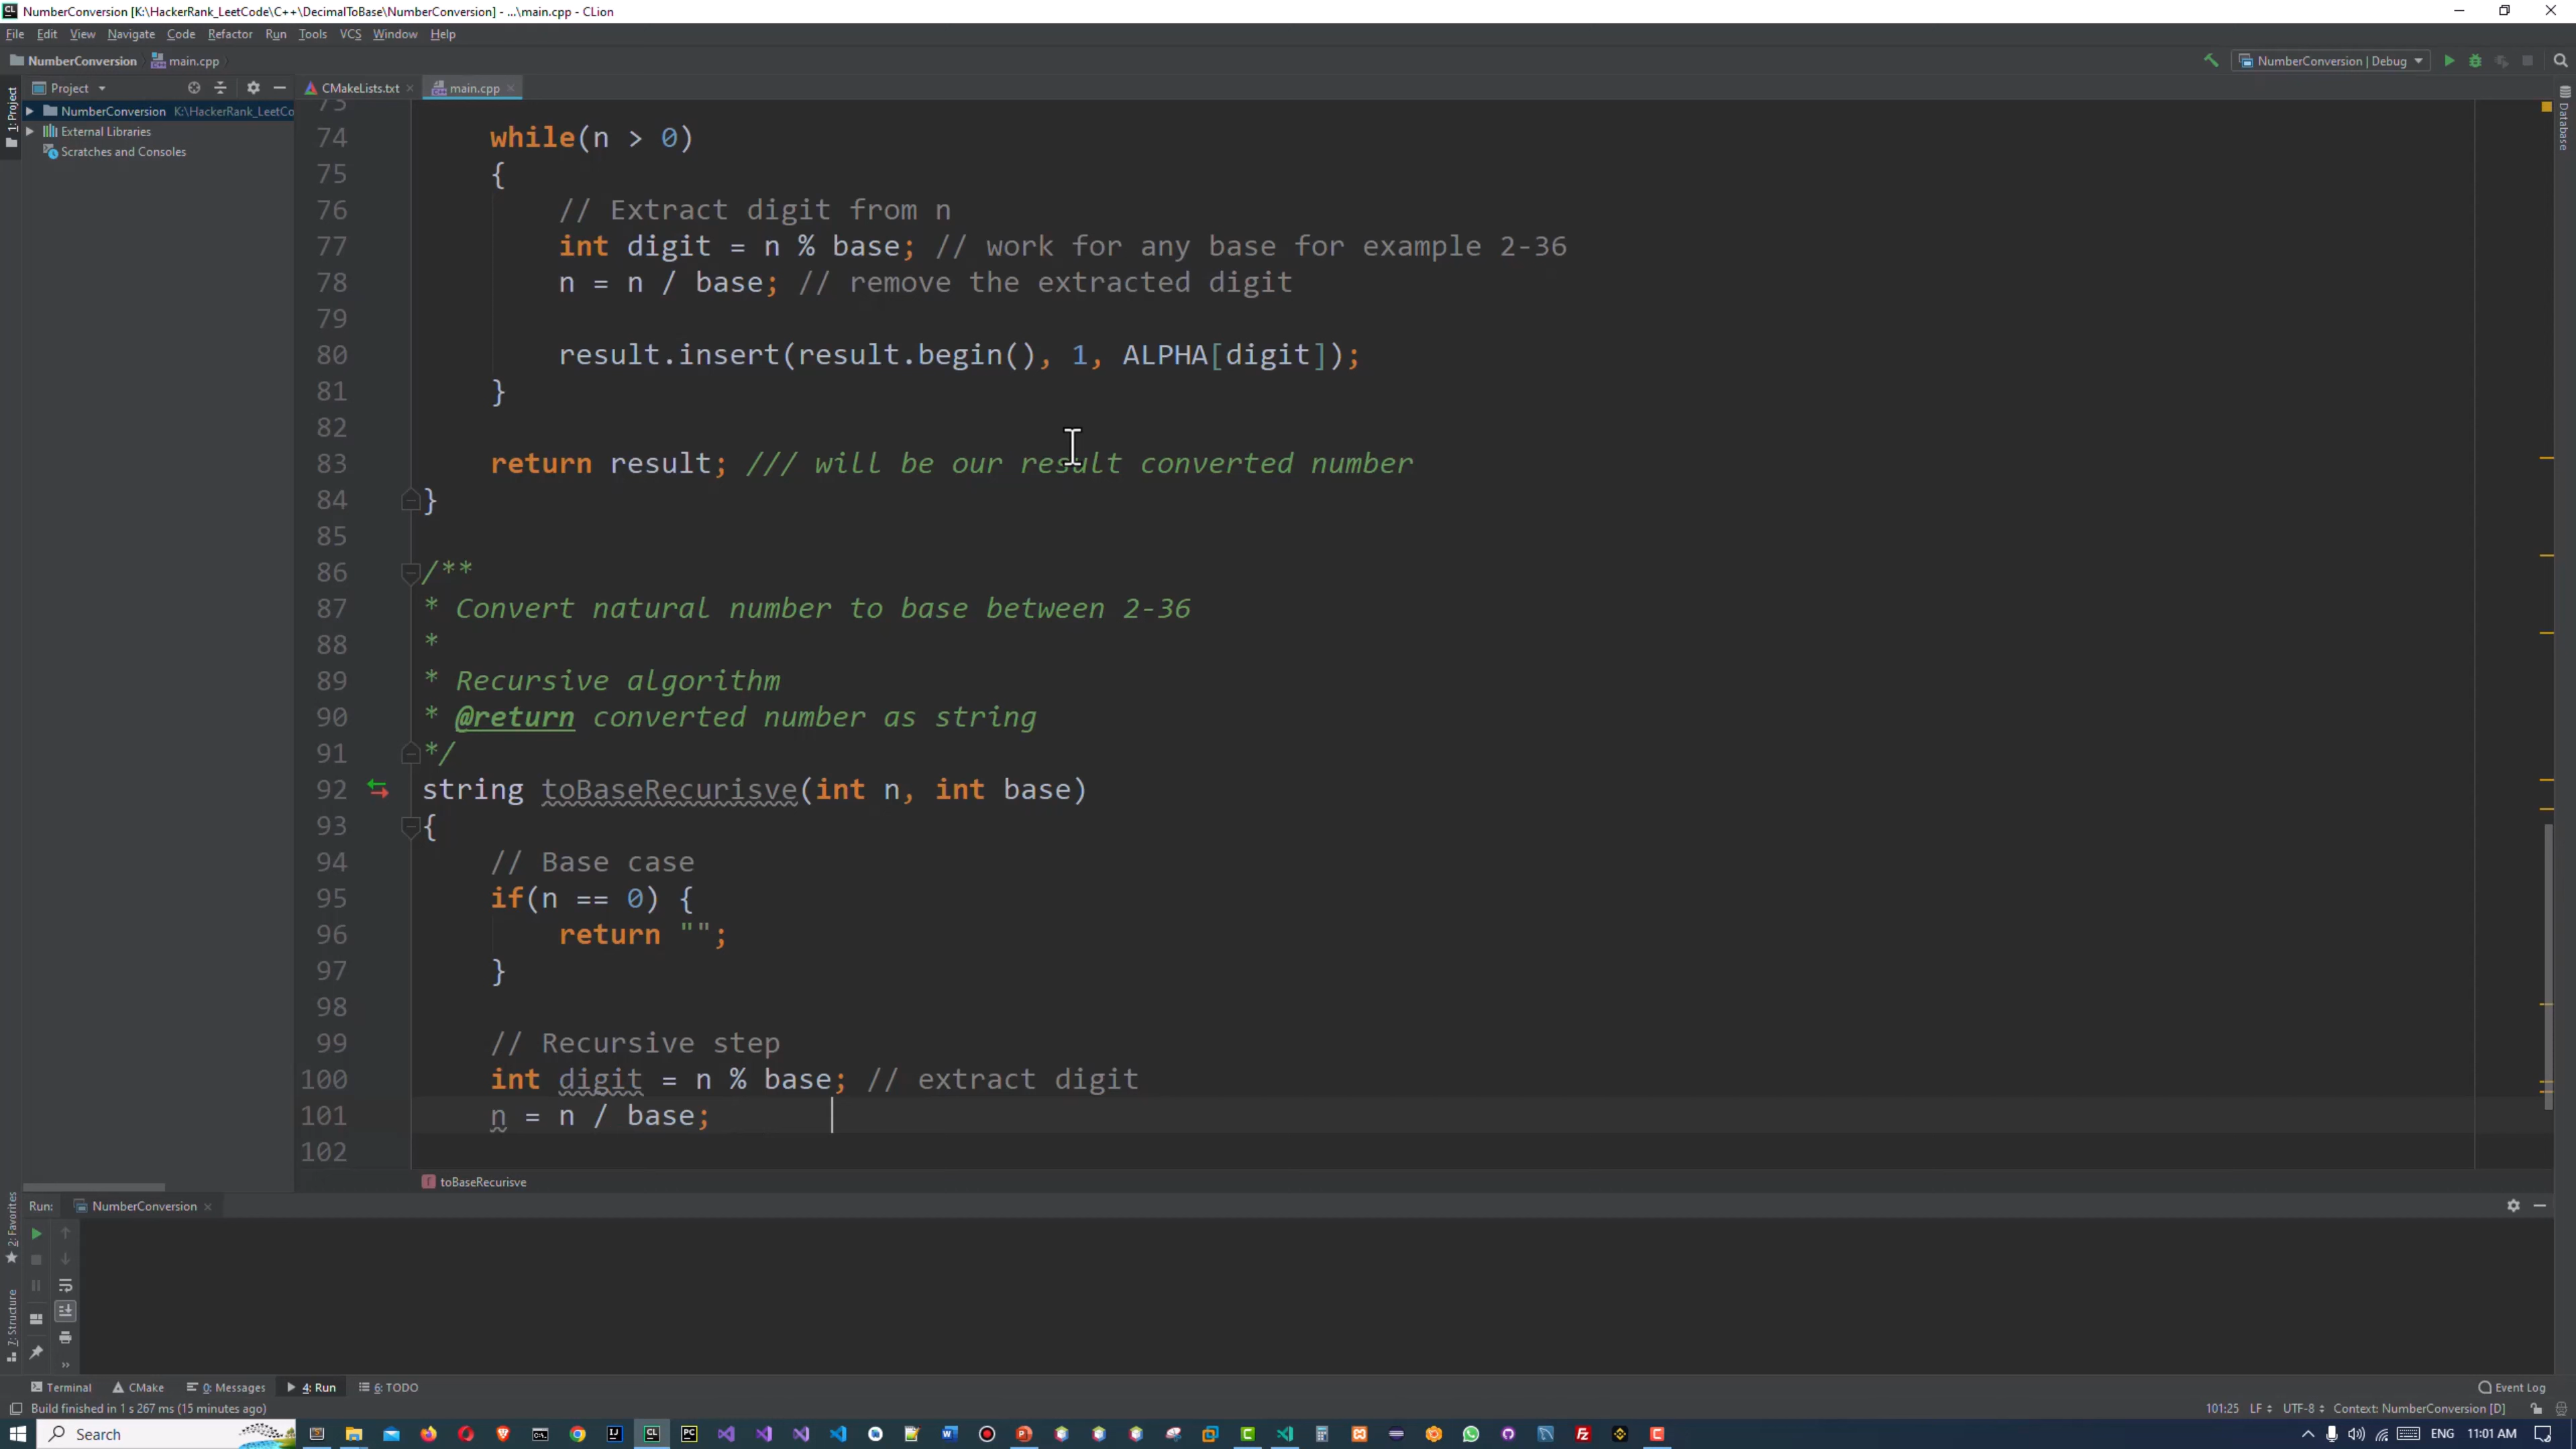 NumberConversion [K:\HackerRank_LeetCode\C++\DecimalToBase\NumberConversion] - ...\main.cpp - CLion
File Edit View Navigate Code Refactor Run Tools VCS Window Help
NumberConversion main.cpp
NumberConversion | Debug
Project
CMakeLists.txt
main.cpp
1: Project
NumberConversion K:\HackerRank_LeetCo
External Libraries
Scratches and Consoles
Database
73
74 while(n > 0)
75 {
76 // Extract digit from n
77 int digit = n % base; // work for any base for example 2-36
78 n = n / base; // remove the extracted digit
79
80 result.insert(result.begin(), 1, ALPHA[digit]);
81 }
82
83 return result; /// will be our result converted number
84 }
85
86 /**
87 * Convert natural number to base between 2-36
88 *
89 * Recursive algorithm
90 * @return converted number as string
91 */
92 string toBaseRecurisve(int n, int base)
93 {
94 // Base case
95 if(n == 0) {
96 return "";
97 }
98
99 // Recursive step
100 int digit = n % base; // extract digit
101 n = n / base;
102
toBaseRecurisve
2: Favorites
7: Structure
Run: NumberConversion
Terminal CMake 0: Messages 4: Run 6: TODO
Event Log
Build finished in 1 s 267 ms (15 minutes ago)
101:25 LF UTF-8 Context: NumberConversion [D]
Search
ENG 11:01 AM